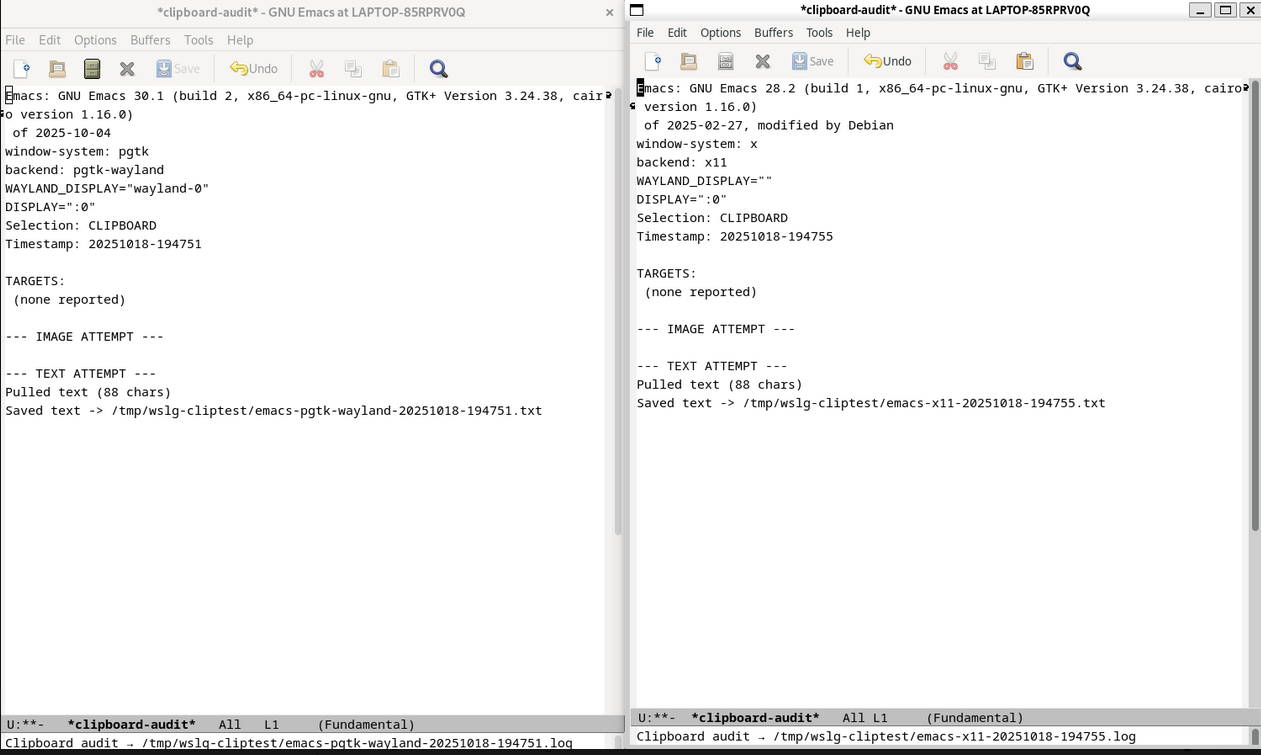 *clipboard-audit* - GNU Emacs at LAPTOP-85RPRV0Q
File Edit Options Buffers Tools Help
Save Undo
Emacs: GNU Emacs 30.1 (build 2, x86_64-pc-linux-gnu, GTK+ Version 3.24.38, cair
o version 1.16.0)
of 2025-10-04
window-system: pgtk
backend: pgtk-wayland
WAYLAND_DISPLAY="wayland-0"
DISPLAY=":0"
Selection: CLIPBOARD
Timestamp: 20251018-194751
TARGETS:
(none reported)
--- IMAGE ATTEMPT ---
--- TEXT ATTEMPT ---
Pulled text (88 chars)
Saved text -> /tmp/wslg-cliptest/emacs-pgtk-wayland-20251018-194751.txt
U:**- *clipboard-audit* All L1 (Fundamental)
Clipboard audit → /tmp/wslg-cliptest/emacs-pgtk-wayland-20251018-194751.log
*clipboard-audit* - GNU Emacs at LAPTOP-85RPRV0Q
File Edit Options Buffers Tools Help
Save Undo
Emacs: GNU Emacs 28.2 (build 1, x86_64-pc-linux-gnu, GTK+ Version 3.24.38, cairo
version 1.16.0)
of 2025-02-27, modified by Debian
window-system: x
backend: x11
WAYLAND_DISPLAY=""
DISPLAY=":0"
Selection: CLIPBOARD
Timestamp: 20251018-194755
TARGETS:
(none reported)
--- IMAGE ATTEMPT ---
--- TEXT ATTEMPT ---
Pulled text (88 chars)
Saved text -> /tmp/wslg-cliptest/emacs-x11-20251018-194755.txt
U:**- *clipboard-audit* All L1 (Fundamental)
Clipboard audit → /tmp/wslg-cliptest/emacs-x11-20251018-194755.log